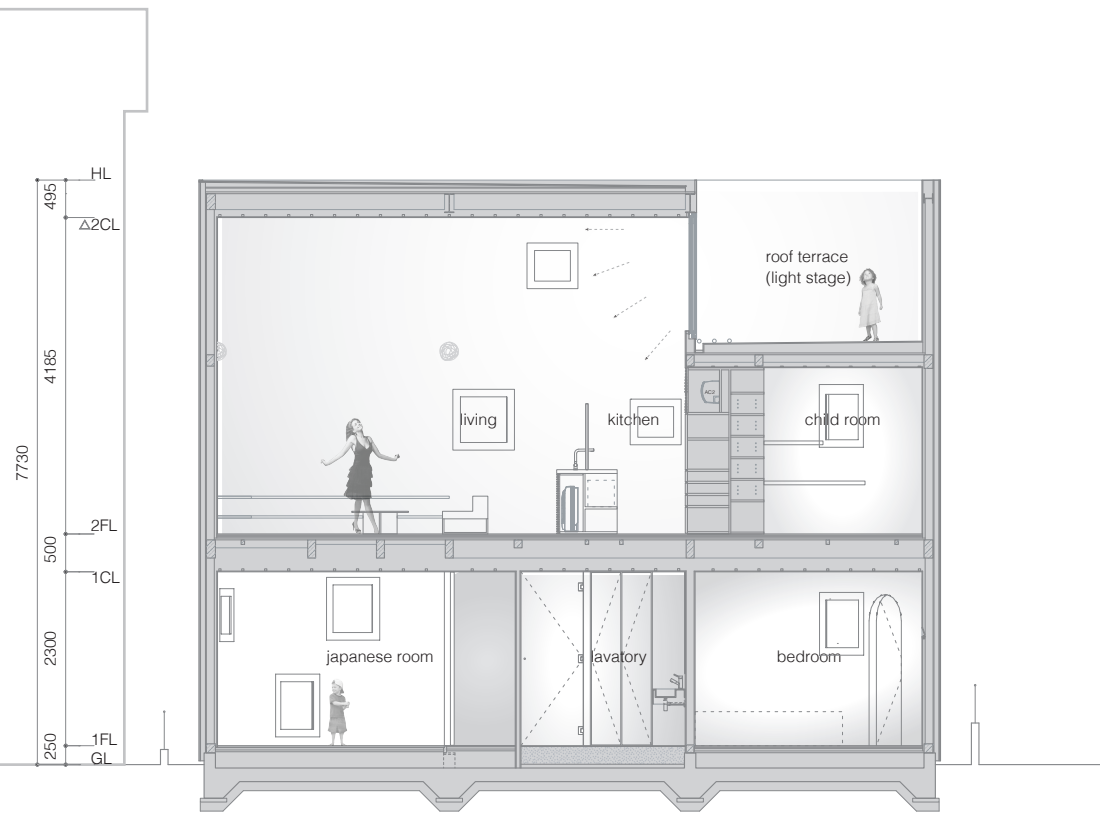 HL
495
△2CL
roof terrace
(light stage)
4185
AC2
living
kitchen
child room
7730
2FL
500
1CL
2300
japanese room
lavatory
bedroom
1FL
250
GL